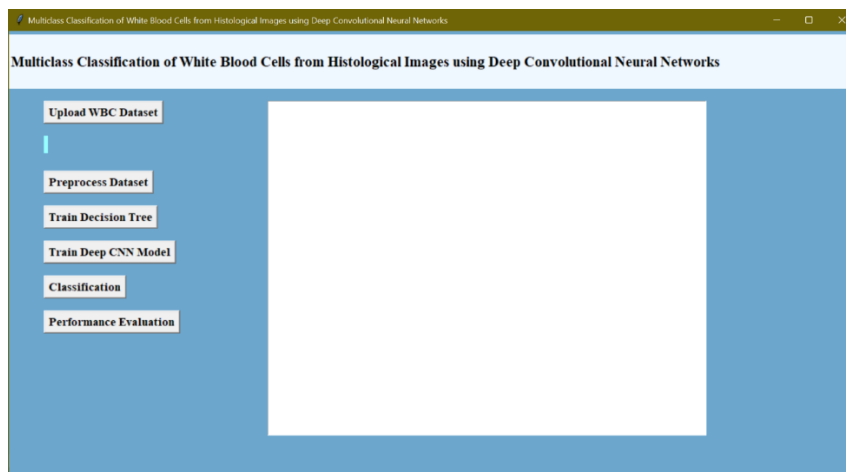 Multiclass Classification of White Blood Cells from Histological Images using Deep Convolutional Neural Networks
Multiclass Classification of White Blood Cells from Histological Images using Deep Convolutional Neural Networks
Upload WBC Dataset
Preprocess Dataset
Train Decision Tree
Train Deep CNN Model
Classification
Performance Evaluation